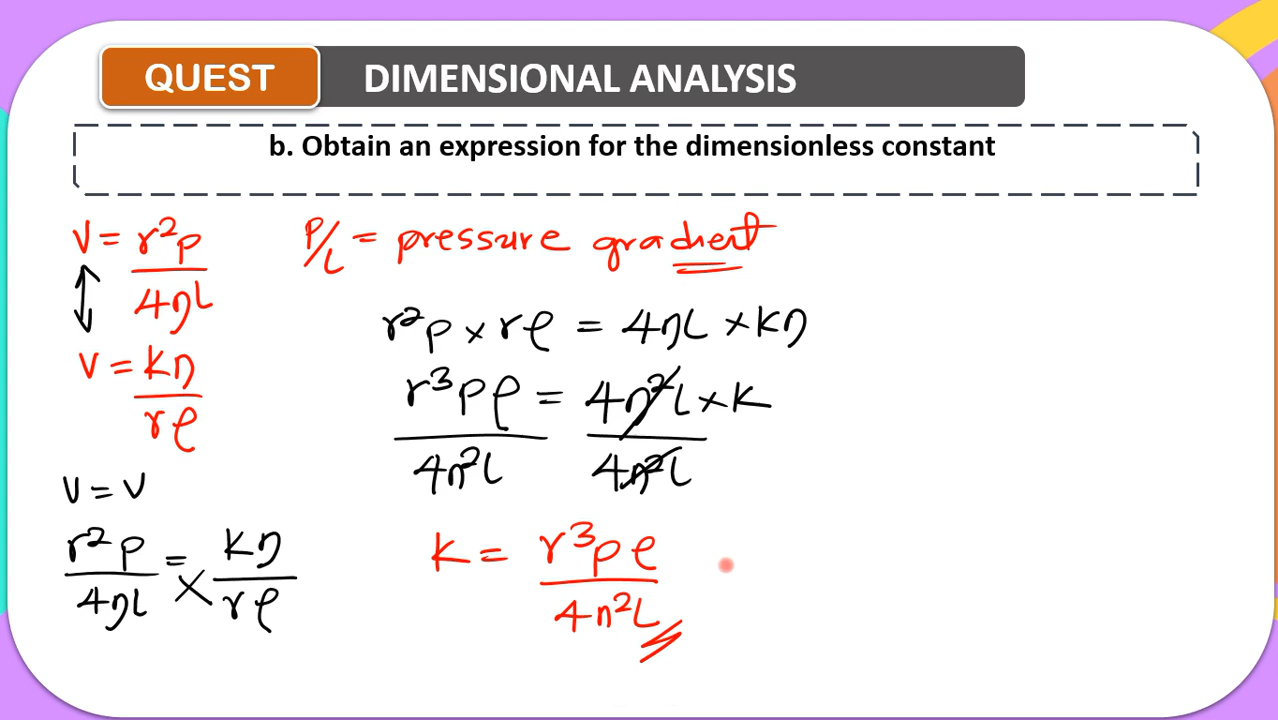 QUEST
DIMENSIONAL ANALYSIS
b. Obtain an expression for the dimensionless constant
V = r²p / 4ηL
V = kη / rρ
V = V
r²p / 4ηL = kη / rρ
P/L = pressure gradient
r²p × rρ = 4ηL × kη
r³pρ / 4η²L = 4η²L × k / 4η²L
k = r³pρ / 4η²L